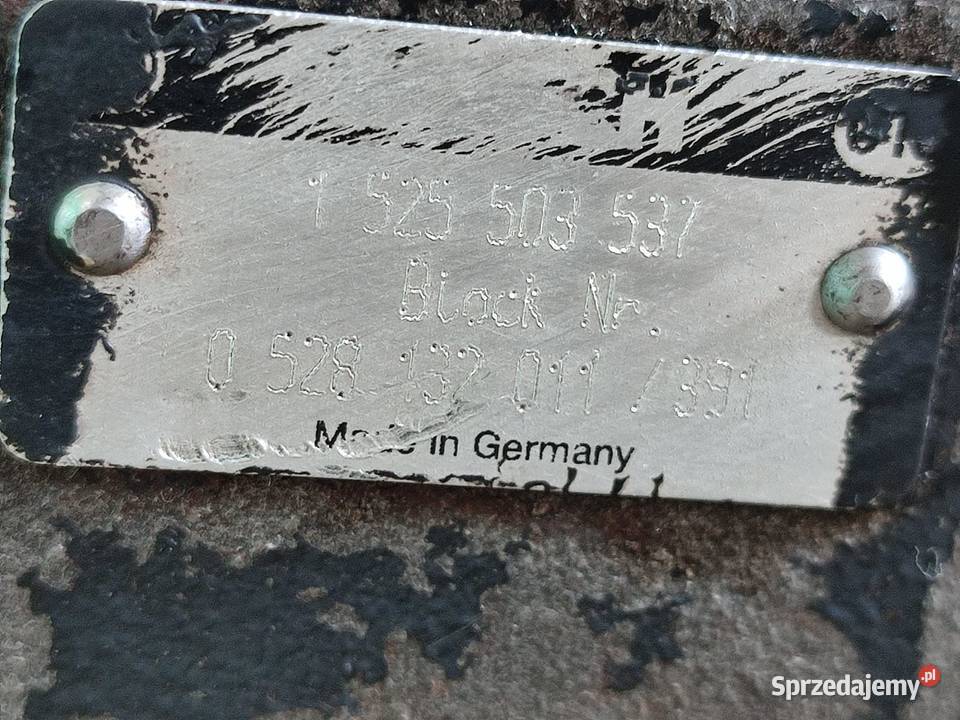 1 525 503 537
Block Nr.
0 528 132 011 /391
Made in Germany
Sprzedajemy.pl